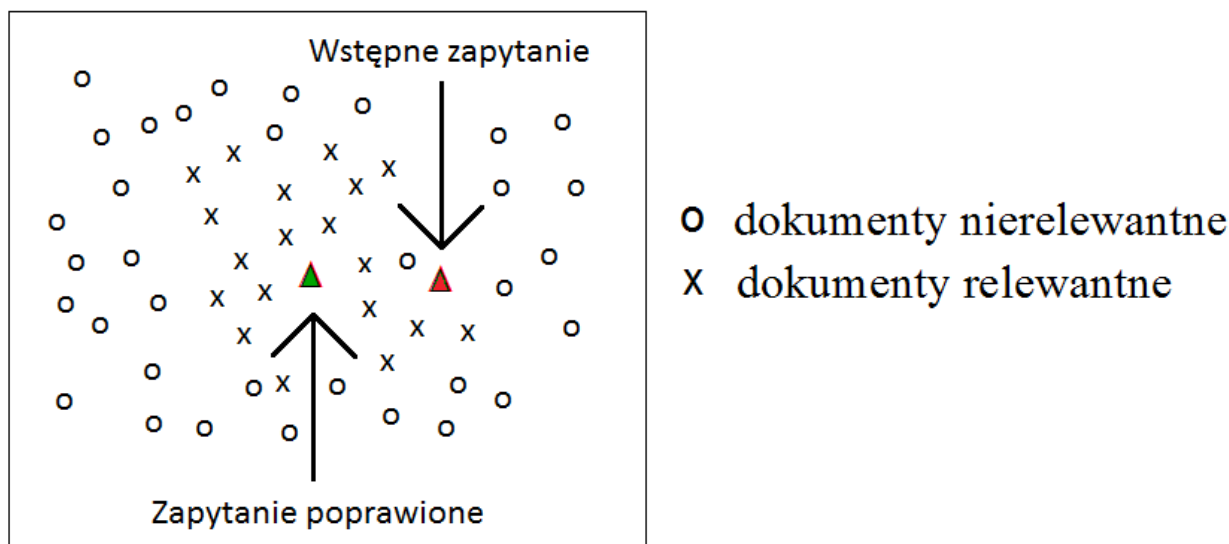 Wstępne zapytanie
o dokumenty nierelewantne
x dokumenty relewantne
Zapytanie poprawione